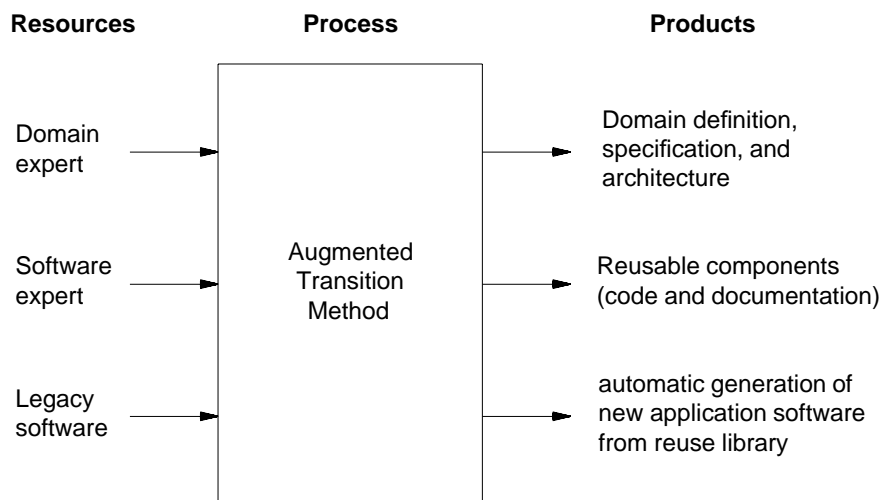 Resources
Process
Products
Domain
expert
Software
expert
Legacy
software
Augmented
Transition
Method
Domain definition,
specification, and
architecture
Reusable components
(code and documentation)
automatic generation of
new application software
from reuse library